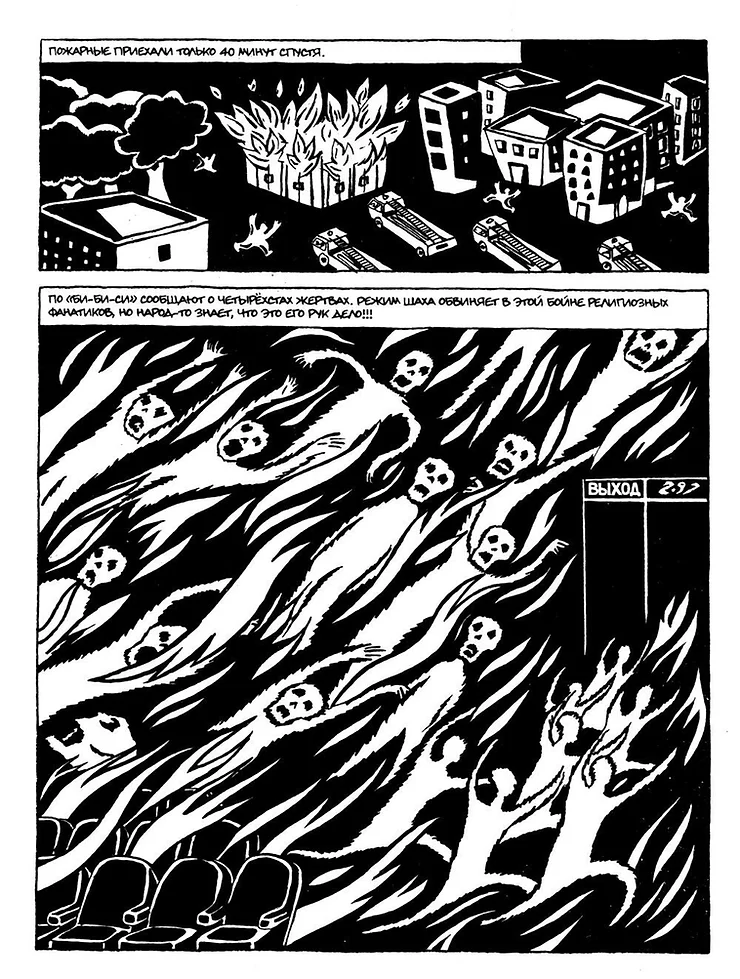 ПОЖАРНЫЕ ПРИЕХАЛИ ТОЛЬКО 40 МИНУТ СПУСТЯ.
ПО «БИ-БИ-СИ» СООБЩАЮТ О ЧЕТЫРЁХСТАХ ЖЕРТВАХ. РЕЖИМ ШАХА ОБВИНЯЕТ В ЭТОЙ БОЙНЕ РЕЛИГИОЗНЫХ
ФАНАТИКОВ, НО НАРОД-ТО ЗНАЕТ, ЧТО ЭТО ЕГО РУК ДЕЛО!!!
ВЫХОД